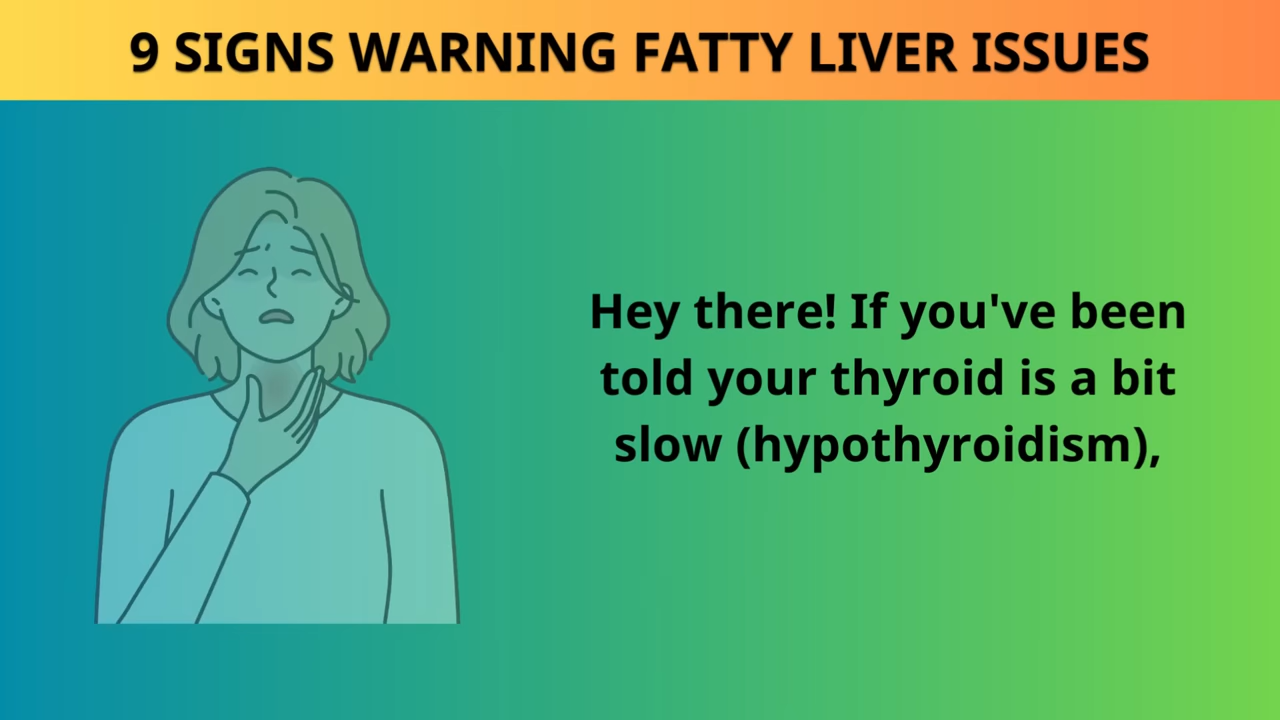 9 SIGNS WARNING FATTY LIVER ISSUES
Hey there! If you've been
told your thyroid is a bit
slow (hypothyroidism),